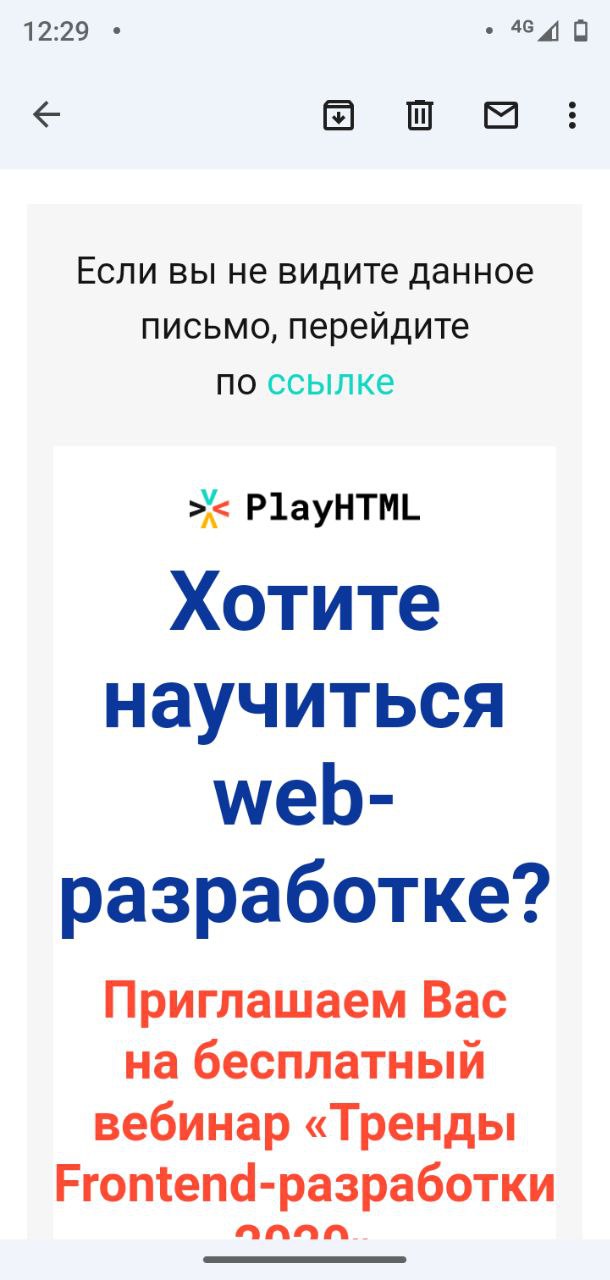 12:29
4G
Если вы не видите данное
письмо, перейдите
по ссылке
PlayHTML
Хотите
научиться
web-
разработке?
Приглашаем Вас
на бесплатный
вебинар «Тренды
Frontend-разработки